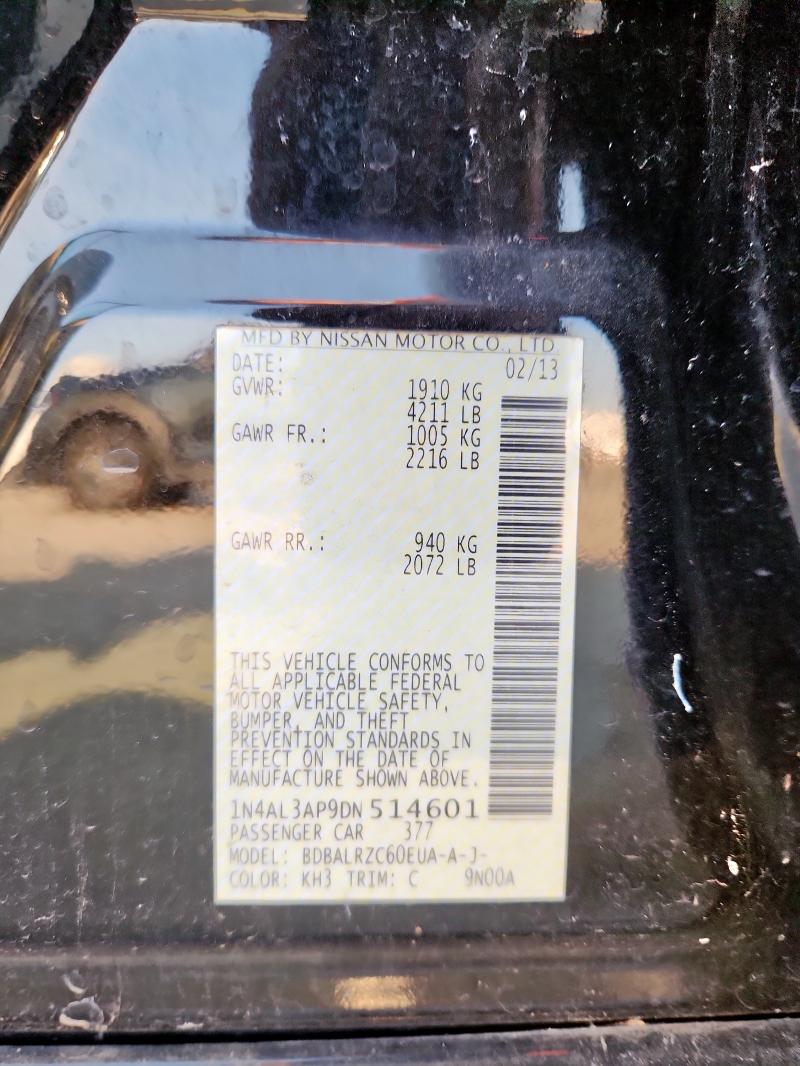 MFD BY NISSAN MOTOR CO., LTD
DATE: 02/13
GVWR: 1910 KG
4211 LB
GAWR FR.: 1005 KG
2216 LB
GAWR RR.: 940 KG
2072 LB
THIS VEHICLE CONFORMS TO
ALL APPLICABLE FEDERAL
MOTOR VEHICLE SAFETY,
BUMPER, AND THEFT
PREVENTION STANDARDS IN
EFFECT ON THE DATE OF
MANUFACTURE SHOWN ABOVE.
1N4AL3AP9DN 514601
PASSENGER CAR 377
MODEL: BDBALRZC60EUA-A-J-
COLOR: KH3 TRIM: C 9N00A